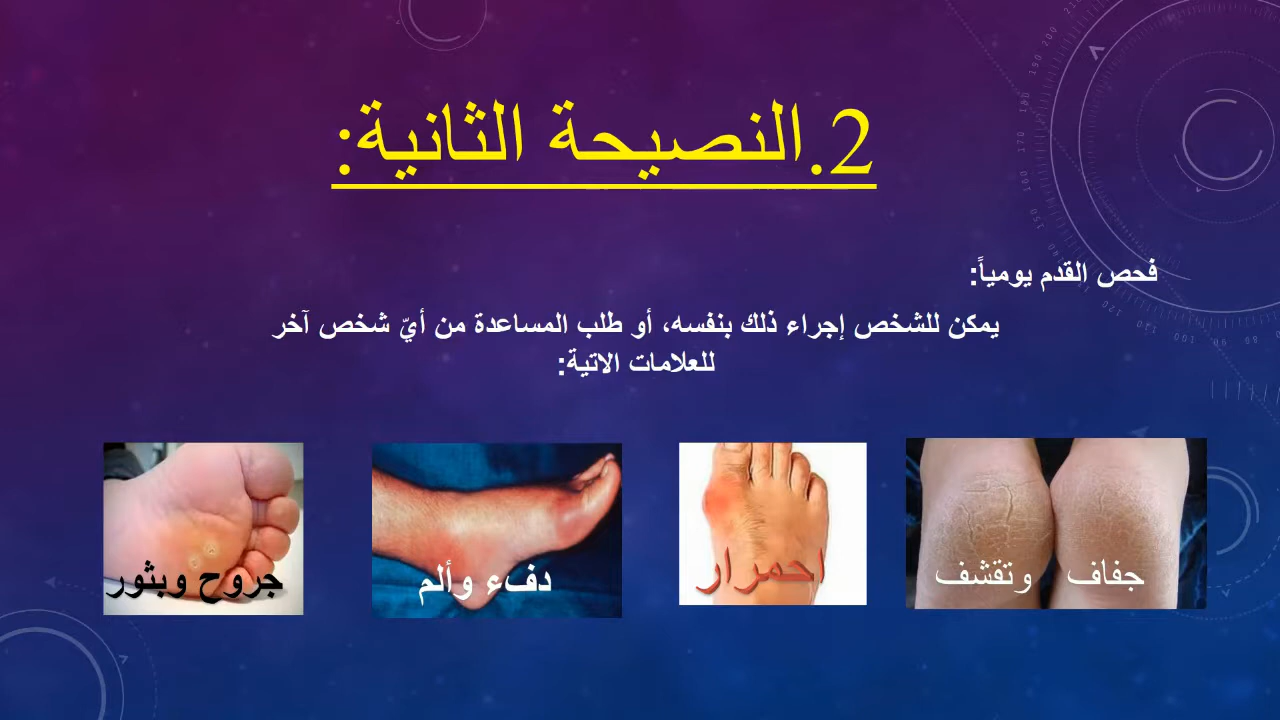 2.النصيحة الثانية:
فحص القدم يومياً:
يمكن للشخص إجراء ذلك بنفسه، أو طلب المساعدة من أيّ شخص آخر
للعلامات الاتية:
جفاف وتقشف
احمرار
دفء وألم
جروح وبثور